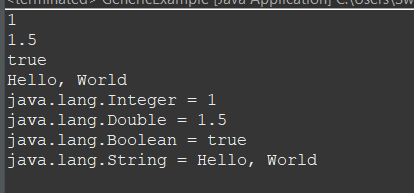 <terminated> GenericExample [Java Application] C:\Users\Sw
1
1.5
true
Hello, World
java.lang.Integer = 1
java.lang.Double = 1.5
java.lang.Boolean = true
java.lang.String = Hello, World